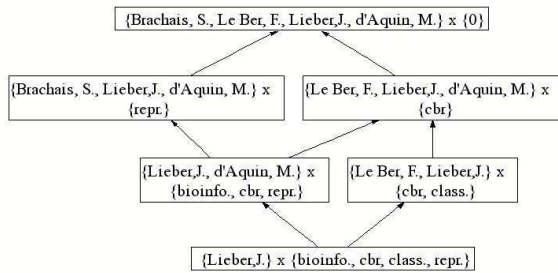 {Brachais, S., Le Ber, F., Lieber,J., d'Aquin, M.} x {0}
{Brachais, S., Lieber,J., d'Aquin, M.} x
{repr.}
{Le Ber, F., Lieber,J., d'Aquin, M.} x
{cbr}
{Lieber,J., d'Aquin, M.} x
{bioinfo., cbr, repr.}
{Le Ber, F., Lieber,J.} x
{cbr, class.}
{Lieber,J.} x {bioinfo., cbr, class., repr.}